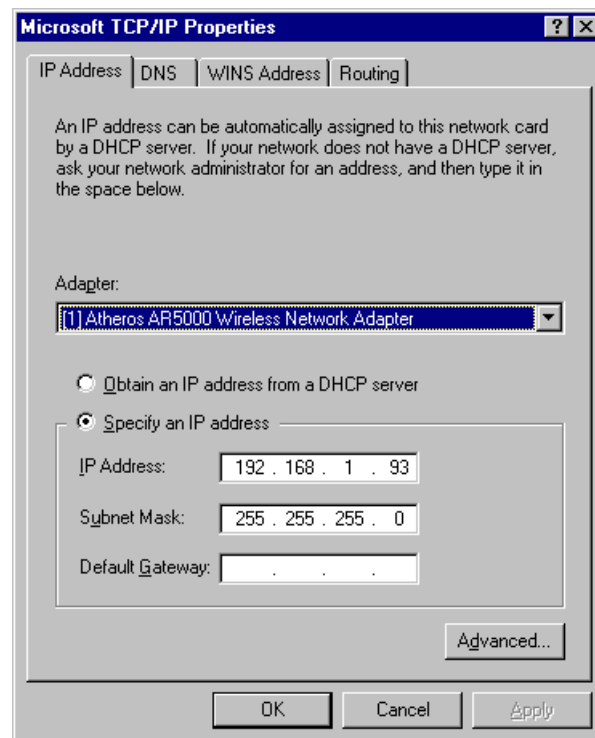 Microsoft TCP/IP Properties
IP Address DNS WINS Address Routing
An IP address can be automatically assigned to this network card
by a DHCP server. If your network does not have a DHCP server,
ask your network administrator for an address, and then type it in
the space below.
Adapter:
[1] Atheros AR5000 Wireless Network Adapter
Obtain an IP address from a DHCP server
Specify an IP address
IP Address: 192 . 168 . 1 . 93
Subnet Mask: 255 . 255 . 255 . 0
Default Gateway: . . .
Advanced...
OK Cancel Apply